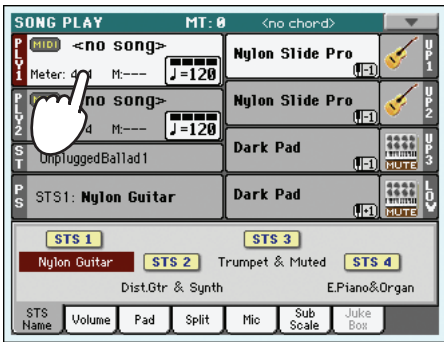 SONG PLAY MT: 0 <no chord>
PLY1 MIDI <no song> Nylon Slide Pro UP1
Meter: 4/4 M:--- ♩=120 -1
PLY2 no song> Nylon Slide Pro UP2
4 M:--- ♩=120 -1
ST UnpluggedBallad1 Dark Pad -1 MUTE UP3
PS STS1: Nylon Guitar Dark Pad +1 MUTE LOW
STS 1 STS 3
Nylon Guitar STS 2 Trumpet & Muted STS 4
Dist.Gtr & Synth E.Piano&Organ
STS Name Volume Pad Split Mic Sub Scale Juke Box